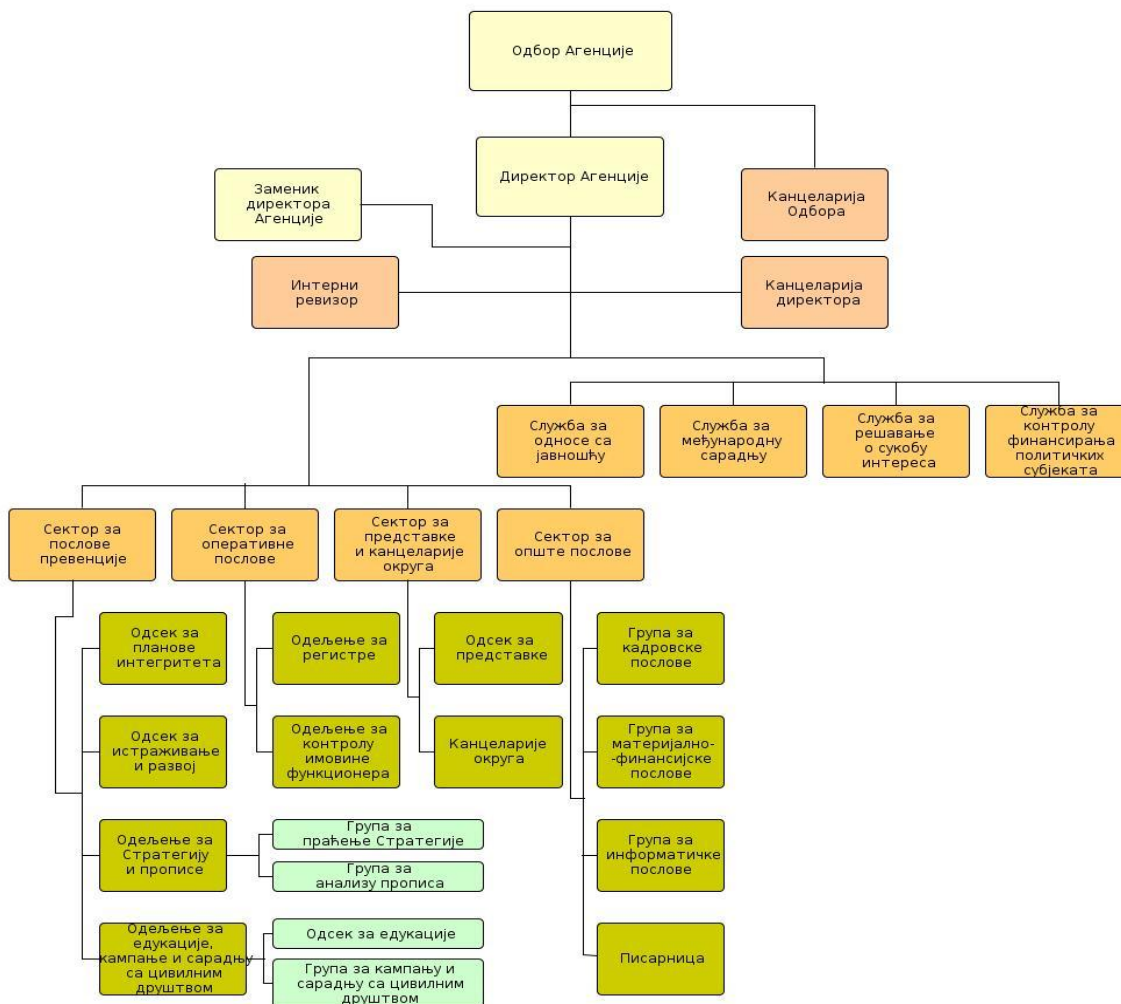 Одбор Агенције
Директор Агенције
Заменик
директора
Агенције
Канцеларија
Одбора
Интерни
ревизор
Канцеларија
директора
Служба за
односе са
јавношћу
Служба за
међународну
сарадњу
Служба за
решавање
о сукобу
интереса
Служба за
контролу
финансирања
политичких
субјеката
Сектор за
послове
превенције
Сектор за
оперативне
послове
Сектор за
представке
и канцеларије
округа
Сектор за
опште послове
Одсек за
планове
интегритета
Одељење за
регистре
Одсек за
представке
Група за
кадровске
послове
Одсек за
истраживање
и развој
Одељење за
контролу
имовине
функционера
Канцеларије
округа
Група за
материјално-
-финансијске
послове
Одељење за
Стратегију
и прописе
Група за
праћење Стратегије
Група за
анализу прописа
Група за
информатичке
послове
Одељење за
едукације,
кампање и сарадњу
са цивилним
друштвом
Одсек за едукације
Група за кампању и
сарадњу са цивилним
друштвом
Писарница